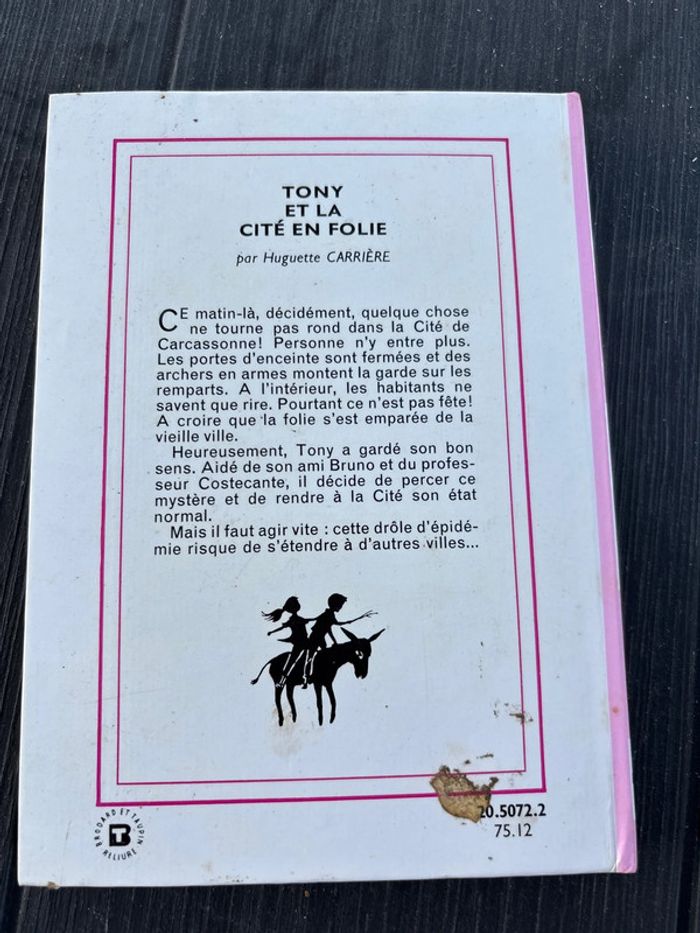 TONY
ET LA
CITÉ EN FOLIE
par Huguette CARRIÈRE
CE matin-là, décidément, quelque chose
ne tourne pas rond dans la Cité de
Carcassonne! Personne n'y entre plus.
Les portes d'enceinte sont fermées et des
archers en armes montent la garde sur les
remparts. A l'intérieur, les habitants ne
savent que rire. Pourtant ce n'est pas fête!
A croire que la folie s'est emparée de la
vieille ville.
Heureusement, Tony a gardé son bon
sens. Aidé de son ami Bruno et du profes-
seur Costecante, il décide de percer ce
mystère et de rendre à la Cité son état
normal.
Mais il faut agir vite : cette drôle d'épidé-
mie risque de s'étendre à d'autres villes...
BRODARD ET TAUPIN
RELIURE
20.5072.2
75.12